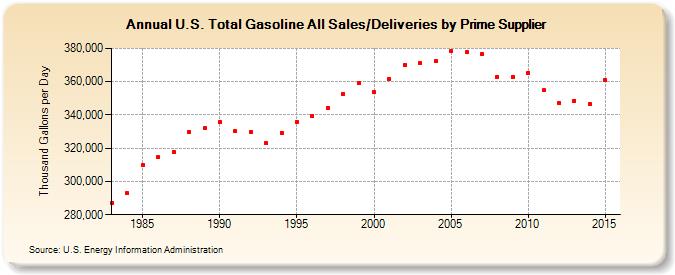 Annual U.S. Total Gasoline All Sales/Deliveries by Prime Supplier
Thousand Gallons per Day
380,000
360,000
340,000
320,000
300,000
280,000
1985 1990 1995 2000 2005 2010 2015
Source: U.S. Energy Information Administration